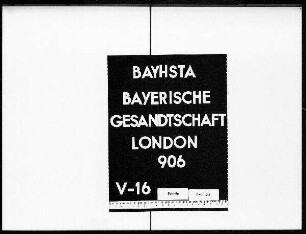 BAYHSTA
BAYERISCHE
GESANDTSCHAFT
LONDON
906
V-16